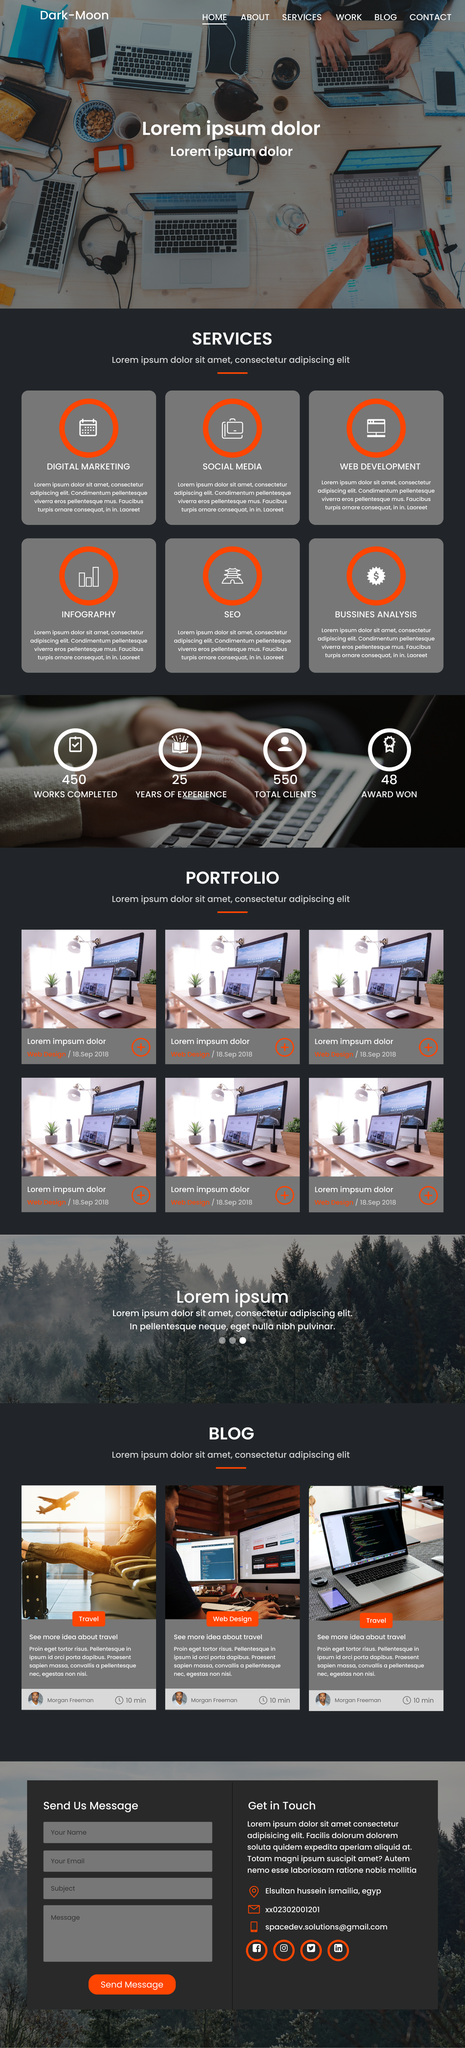 Dark-Moon
HOME ABOUT SERVICES WORK BLOG CONTACT
Lorem ipsum dolor
Lorem ipsum dolor
SERVICES
Lorem ipsum dolor sit amet, consectetur adipiscing elit
DIGITAL MARKETING
Lorem ipsum dolor sit amet, consectetur
adipiscing elit. Condimentum pellentesque
viverra eros pellentesque mus. Faucibus
turpis ornare consequat, in in. Laoreet
SOCIAL MEDIA
Lorem ipsum dolor sit amet, consectetur
adipiscing elit. Condimentum pellentesque
viverra eros pellentesque mus. Faucibus
turpis ornare consequat, in in. Laoreet
WEB DEVELOPMENT
Lorem ipsum dolor sit amet, consectetur
adipiscing elit. Condimentum pellentesque
viverra eros pellentesque mus. Faucibus
turpis ornare consequat, in in. Laoreet
INFOGRAPHY
Lorem ipsum dolor sit amet, consectetur
adipiscing elit. Condimentum pellentesque
viverra eros pellentesque mus. Faucibus
turpis ornare consequat, in in. Laoreet
SEO
Lorem ipsum dolor sit amet, consectetur
adipiscing elit. Condimentum pellentesque
viverra eros pellentesque mus. Faucibus
turpis ornare consequat, in in. Laoreet
BUSSINES ANALYSIS
Lorem ipsum dolor sit amet, consectetur
adipiscing elit. Condimentum pellentesque
viverra eros pellentesque mus. Faucibus
turpis ornare consequat, in in. Laoreet
450
WORKS COMPLETED
25
YEARS OF EXPERIENCE
550
TOTAL CLIENTS
48
AWARD WON
PORTFOLIO
Lorem ipsum dolor sit amet, consectetur adipiscing elit
Lorem impsum dolor
Web Design / 18.Sep 2018
Lorem impsum dolor
Web Design / 18.Sep 2018
Lorem impsum dolor
Web Design / 18.Sep 2018
Lorem impsum dolor
Web Design / 18.Sep 2018
Lorem impsum dolor
Web Design / 18.Sep 2018
Lorem impsum dolor
Web Design / 18.Sep 2018
Lorem ipsum
Lorem ipsum dolor sit amet, consectetur adipiscing elit.
In pellentesque neque, eget nulla nibh pulvinar.
BLOG
Lorem ipsum dolor sit amet, consectetur adipiscing elit
Travel
See more idea about travel
Proin eget tortor risus. Pellentesque in
ipsum id orci porta dapibus. Praesent
sapien massa, convallis a pellentesque
nec, egestas non nisi.
Morgan Freeman 10 min
Web Design
See more idea about travel
Proin eget tortor risus. Pellentesque in
ipsum id orci porta dapibus. Praesent
sapien massa, convallis a pellentesque
nec, egestas non nisi.
Morgan Freeman 10 min
Travel
See more idea about travel
Proin eget tortor risus. Pellentesque in
ipsum id orci porta dapibus. Praesent
sapien massa, convallis a pellentesque
nec, egestas non nisi.
Morgan Freeman 10 min
Send Us Message
Your Name
Your Email
Subject
Message
Send Message
Get in Touch
Lorem ipsum dolor sit amet consectetur
adipisicing elit. Facilis dolorum dolorem
soluta quidem expedita aperiam aliquid at.
Totam magni ipsum suscipit amet? Autem
nemo esse laboriosam ratione nobis mollitia
Elsultan hussein ismailia, egyp
xx02302001201
spacedev.solutions@gmail.com